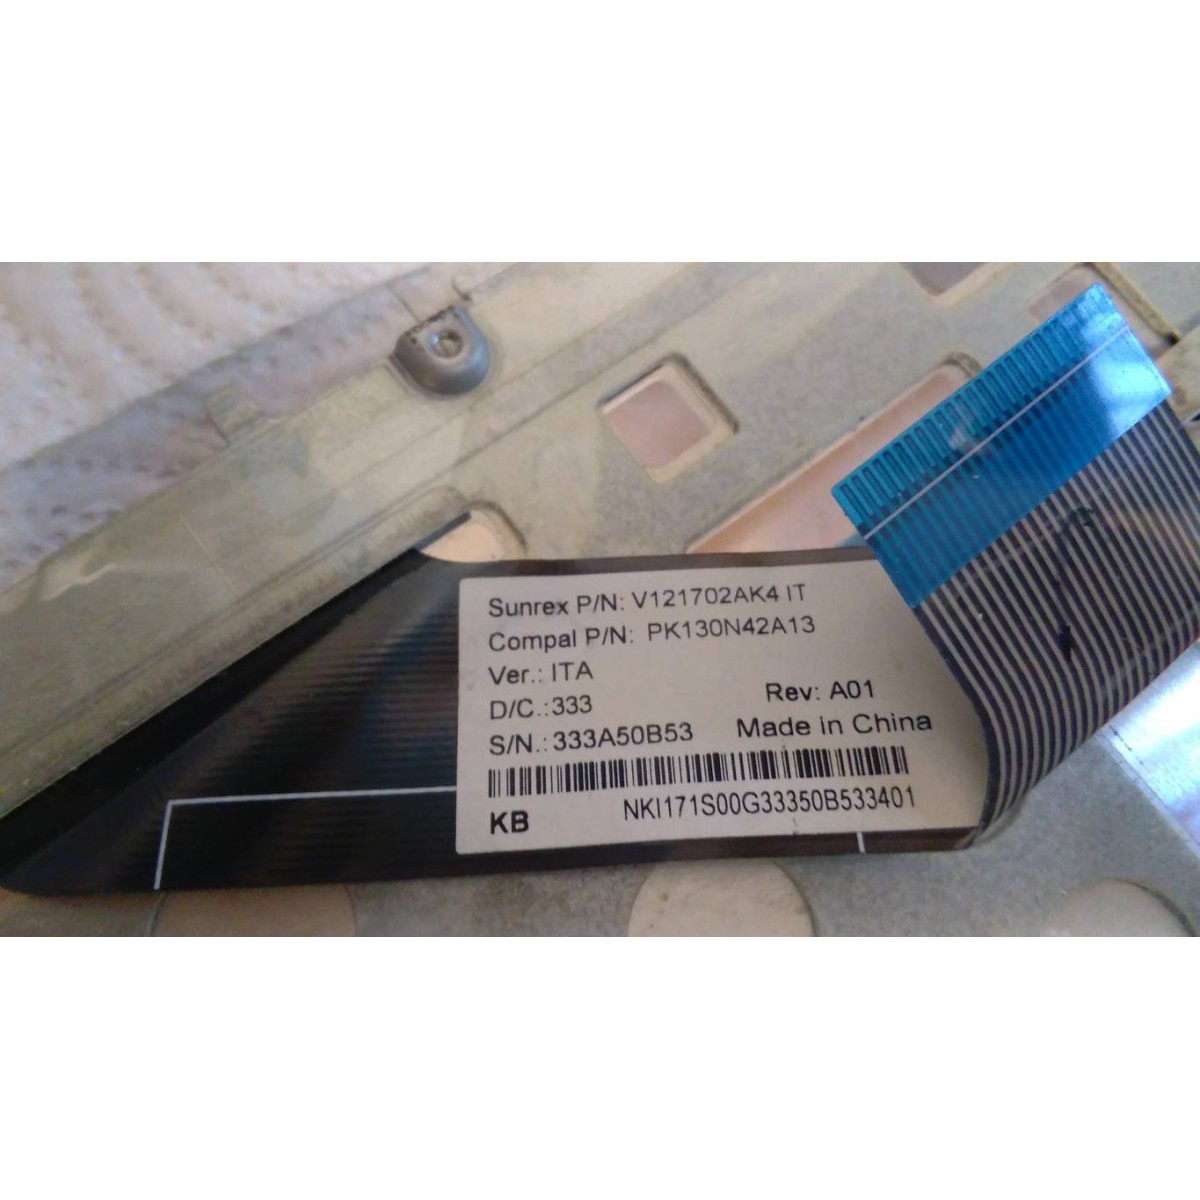 Sunrex P/N: V121702AK4 IT
Compal P/N: PK130N42A13
Ver.: ITA
D/C.:333 Rev: A01
S/N.:333A50B53 Made in China
KB NKI171S00G33350B533401